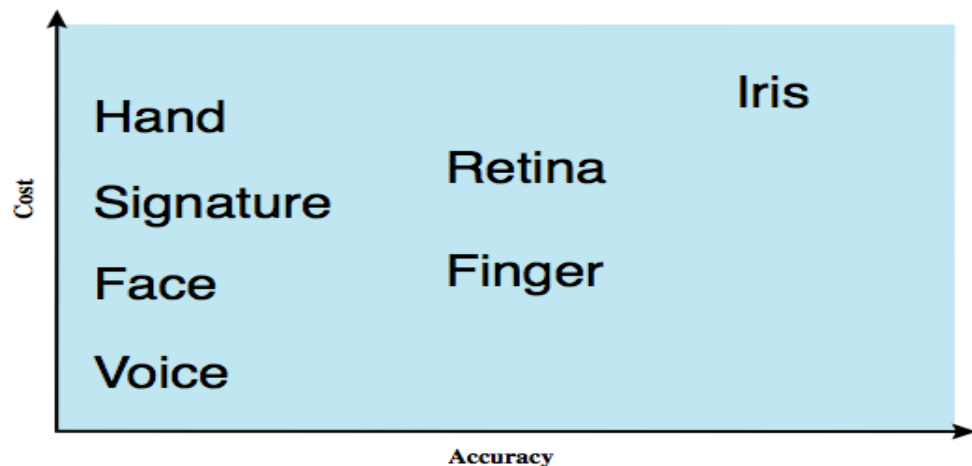 Iris
Hand
Retina
Signature
Finger
Face
Voice
Cost
Accuracy